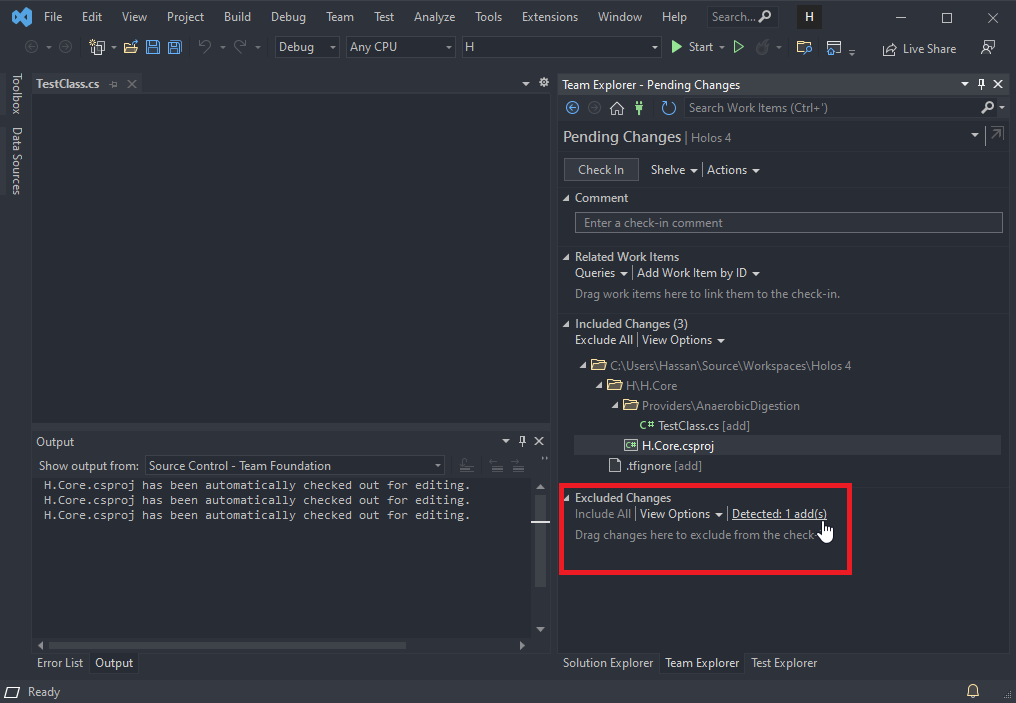 File Edit View Project Build Debug Team Test Analyze Tools Extensions Window Help Search... H
Debug Any CPU H Start Live Share
Toolbox
Data Sources
TestClass.cs
Team Explorer - Pending Changes
Search Work Items (Ctrl+')
Pending Changes | Holos 4
Check In Shelve Actions
Comment
Enter a check-in comment
Related Work Items
Queries Add Work Item by ID
Drag work items here to link them to the check-in.
Included Changes (3)
Exclude All View Options
C:\Users\Hassan\Source\Workspaces\Holos 4
H\H.Core
Providers\AnaerobicDigestion
C# TestClass.cs [add]
C# H.Core.csproj
.tfignore [add]
Excluded Changes
Include All View Options Detected: 1 add(s)
Drag changes here to exclude from the check-
Output
Show output from: Source Control - Team Foundation
H.Core.csproj has been automatically checked out for editing.
H.Core.csproj has been automatically checked out for editing.
H.Core.csproj has been automatically checked out for editing.
Error List Output
Solution Explorer Team Explorer Test Explorer
Ready